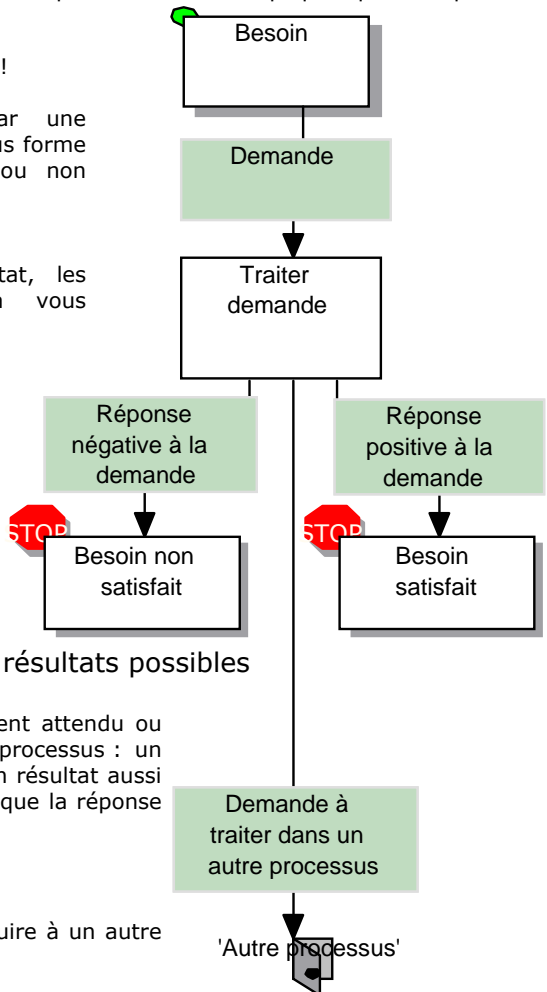 Besoin
!
ar une
us forme
ou non
Demande
tat, les
vous
Traiter
demande
Réponse
négative à la
demande
Réponse
positive à la
demande
STOP
Besoin non
satisfait
STOP
Besoin
satisfait
résultats possibles
ent attendu ou
processus : un
n résultat aussi
que la réponse
Demande à
traiter dans un
autre processus
uire à un autre
'Autre processus'